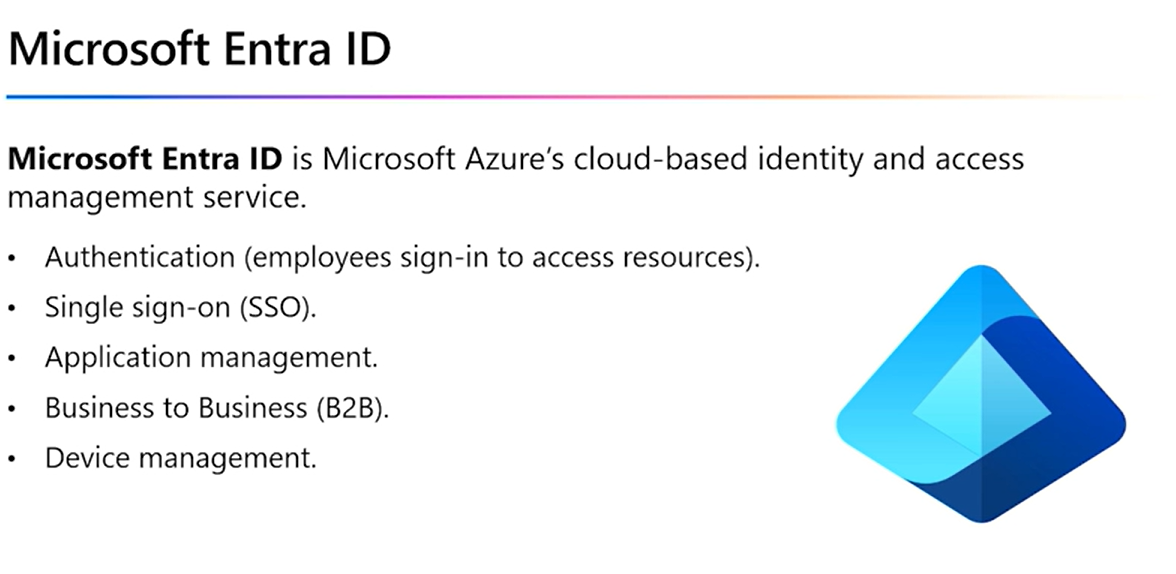 Microsoft Entra ID
Microsoft Entra ID is Microsoft Azure's cloud-based identity and access
management service.
• Authentication (employees sign-in to access resources).
• Single sign-on (SSO).
• Application management.
• Business to Business (B2B).
• Device management.